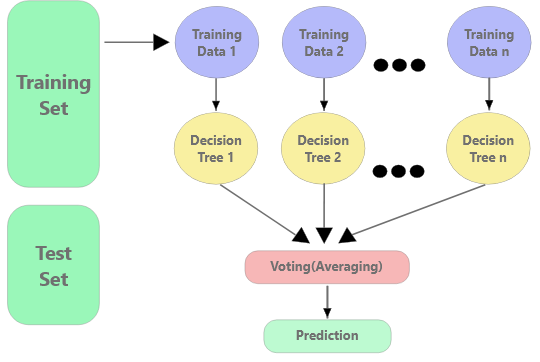 Training
Set
Training
Data 1
Training
Data 2
Training
Data n
Decision
Tree 1
Decision
Tree 2
Decision
Tree n
Test
Set
Voting(Averaging)
Prediction